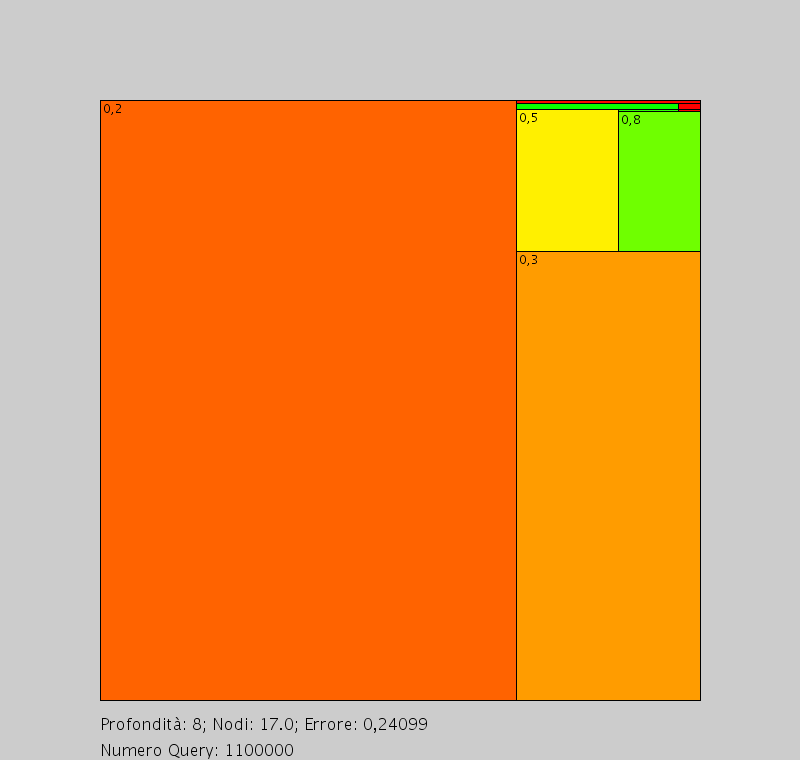 0,2
0,5
0,8
0,3
Profondità: 8; Nodi: 17.0; Errore: 0,24099
Numero Query: 1100000